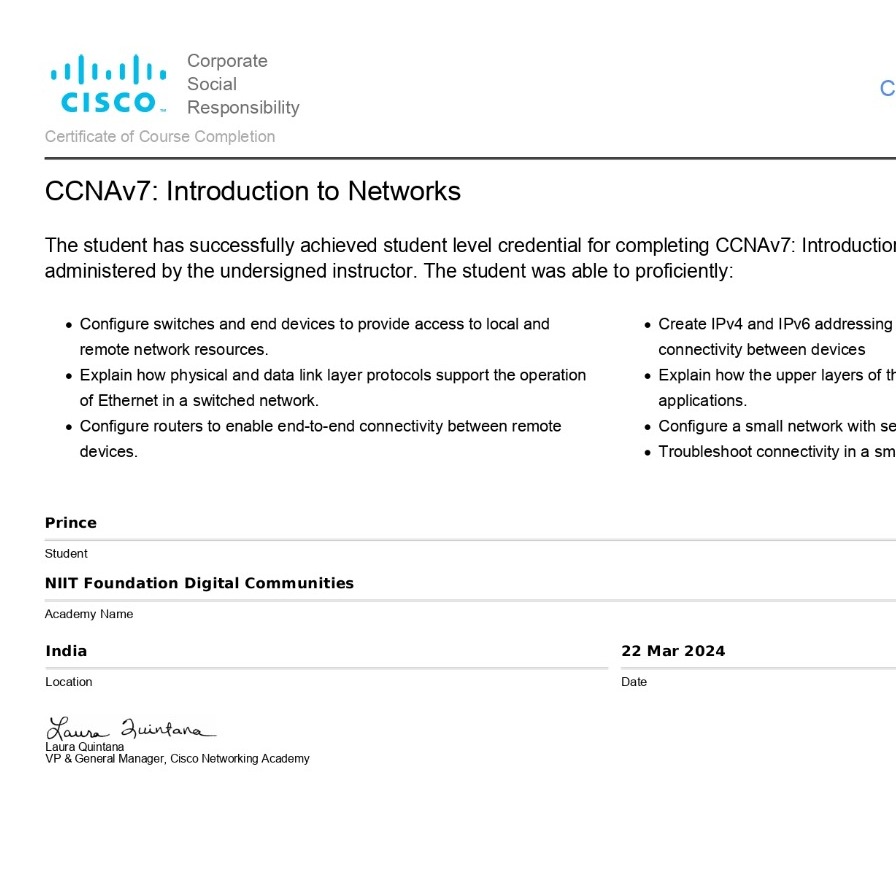 CISCO
Corporate
Social
Responsibility
C
Certificate of Course Completion
CCNAv7: Introduction to Networks
The student has successfully achieved student level credential for completing CCNAv7: Introduction
administered by the undersigned instructor. The student was able to proficiently:
• Configure switches and end devices to provide access to local and
remote network resources.
• Explain how physical and data link layer protocols support the operation
of Ethernet in a switched network.
• Configure routers to enable end-to-end connectivity between remote
devices.
• Create IPv4 and IPv6 addressing
connectivity between devices
• Explain how the upper layers of th
applications.
• Configure a small network with se
• Troubleshoot connectivity in a sm
Prince
Student
NIIT Foundation Digital Communities
Academy Name
India
Location
22 Mar 2024
Date
Laura Quintana
Laura Quintana
VP & General Manager, Cisco Networking Academy